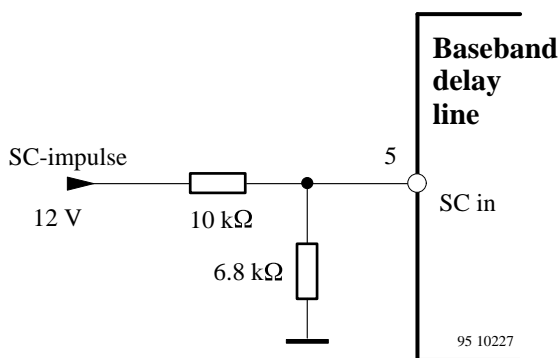 Baseband
delay
line
SC-impulse
5
12 V
10 kΩ
SC in
6.8 kΩ
95 10227